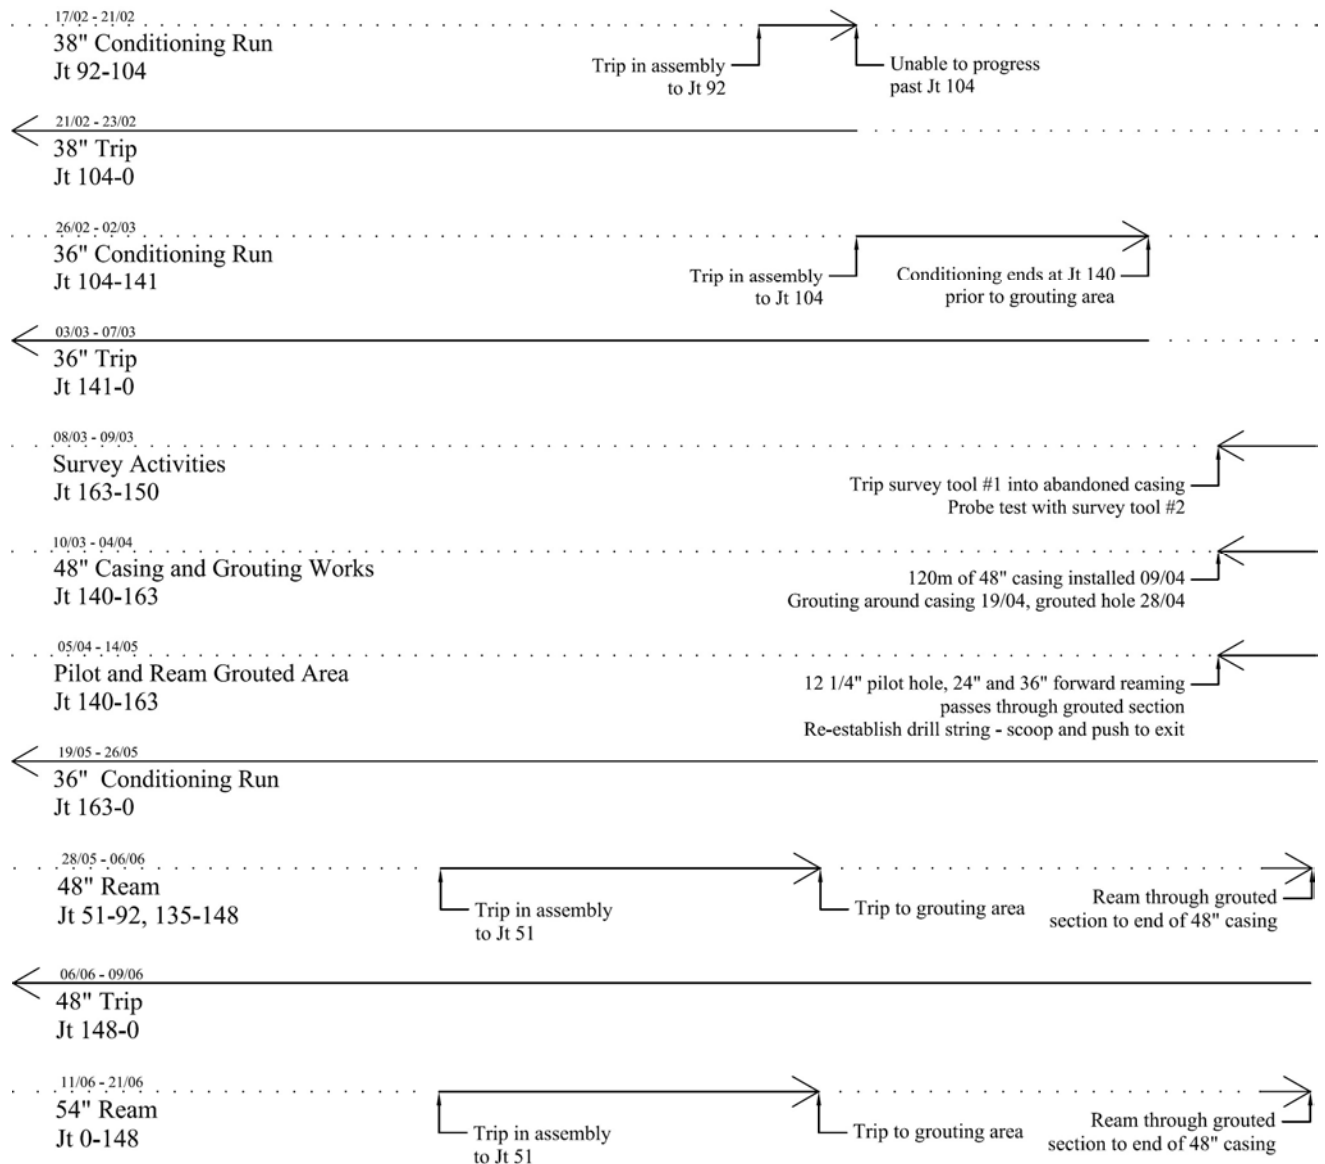 17/02 - 21/02
38" Conditioning Run
Jt 92-104
Trip in assembly
to Jt 92
Unable to progress
past Jt 104
21/02 - 23/02
38" Trip
Jt 104-0
26/02 - 02/03
36" Conditioning Run
Jt 104-141
Trip in assembly
to Jt 104
Conditioning ends at Jt 140
prior to grouting area
03/03 - 07/03
36" Trip
Jt 141-0
08/03 - 09/03
Survey Activities
Jt 163-150
Trip survey tool #1 into abandoned casing
Probe test with survey tool #2
10/03 - 04/04
48" Casing and Grouting Works
Jt 140-163
120m of 48" casing installed 09/04
Grouting around casing 19/04, grouted hole 28/04
05/04 - 14/05
Pilot and Ream Grouted Area
Jt 140-163
12 1/4" pilot hole, 24" and 36" forward reaming
passes through grouted section
Re-establish drill string - scoop and push to exit
19/05 - 26/05
36" Conditioning Run
Jt 163-0
28/05 - 06/06
48" Ream
Jt 51-92, 135-148
Trip in assembly
to Jt 51
Trip to grouting area
Ream through grouted
section to end of 48" casing
06/06 - 09/06
48" Trip
Jt 148-0
11/06 - 21/06
54" Ream
Jt 0-148
Trip in assembly
to Jt 51
Trip to grouting area
Ream through grouted
section to end of 48" casing